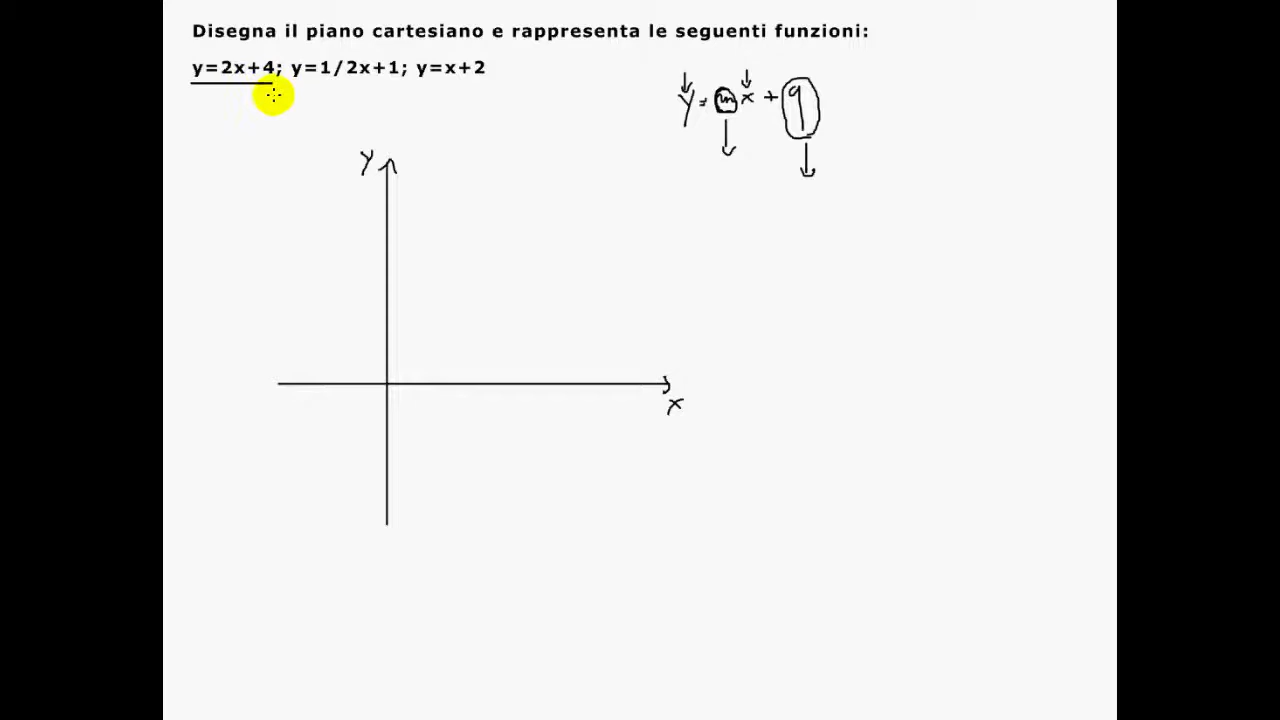 Disegna il piano cartesiano e rappresenta le seguenti funzioni:
y=2x+4; y=1/2x+1; y=x+2
y = mx + q
y
x